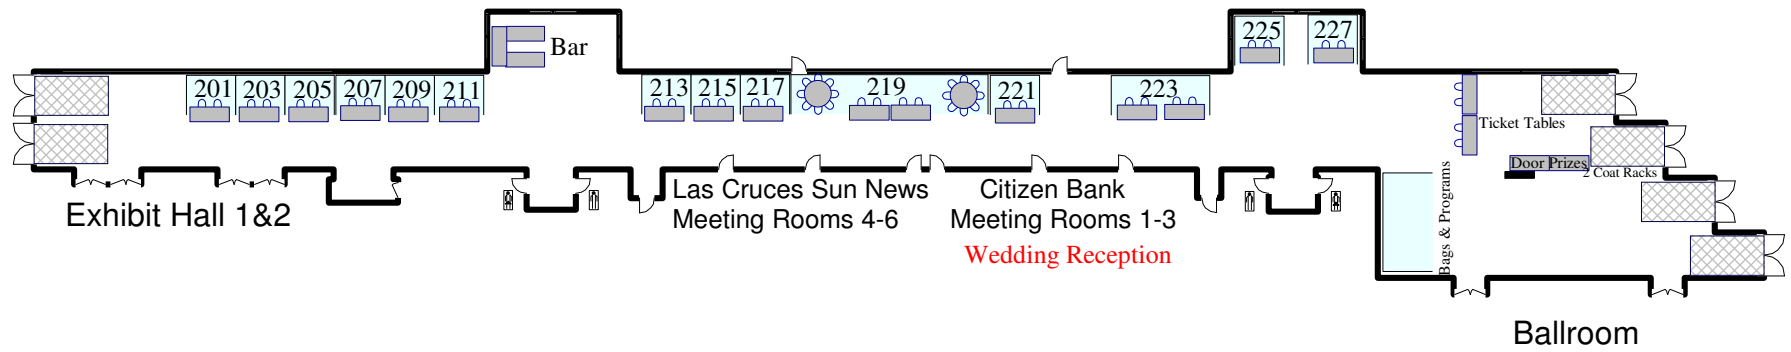 225
227
Bar
201
203
205
207
209
211
213
215
217
219
221
223
Ticket Tables
Door Prizes
2 Coat Racks
Bags & Programs
Exhibit Hall 1&2
Las Cruces Sun News
Meeting Rooms 4-6
Citizen Bank
Meeting Rooms 1-3
Wedding Reception
Ballroom